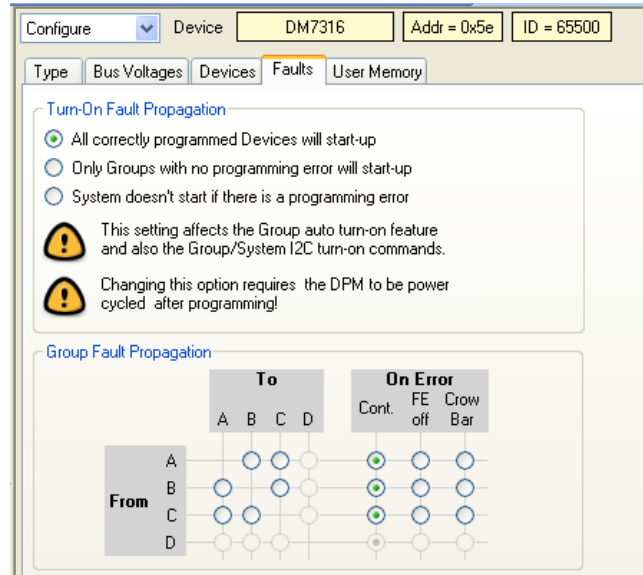 Configure Device DM7316 Addr = 0x5e ID = 65500
Type Bus Voltages Devices Faults User Memory
Turn-On Fault Propagation
All correctly programmed Devices will start-up
Only Groups with no programming error will start-up
System doesn't start if there is a programming error
This setting affects the Group auto turn-on feature
and also the Group/System I2C turn-on commands.
Changing this option requires the DPM to be power
cycled after programming!
Group Fault Propagation
To On Error
A B C D Cont. FE off Crow Bar
From
A
B
C
D